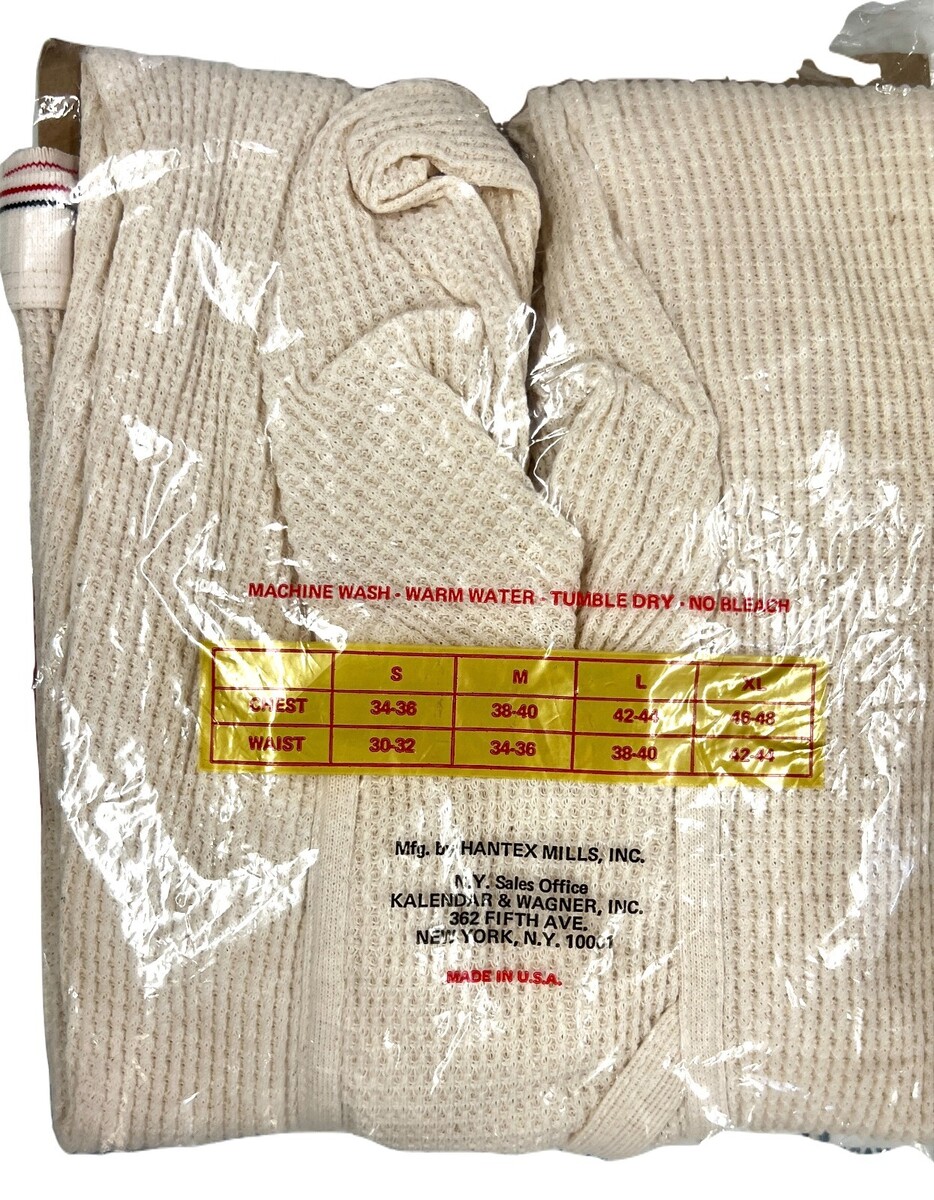 MACHINE WASH - WARM WATER - TUMBLE DRY - NO BLEACH
S M L XL
CHEST 34-36 38-40 42-44 46-48
WAIST 30-32 34-36 38-40 42-44
Mfg. by HANTEX MILLS, INC.
N.Y. Sales Office
KALENDAR & WAGNER, INC.
362 FIFTH AVE.
NEW YORK, N.Y. 10001
MADE IN U.S.A.